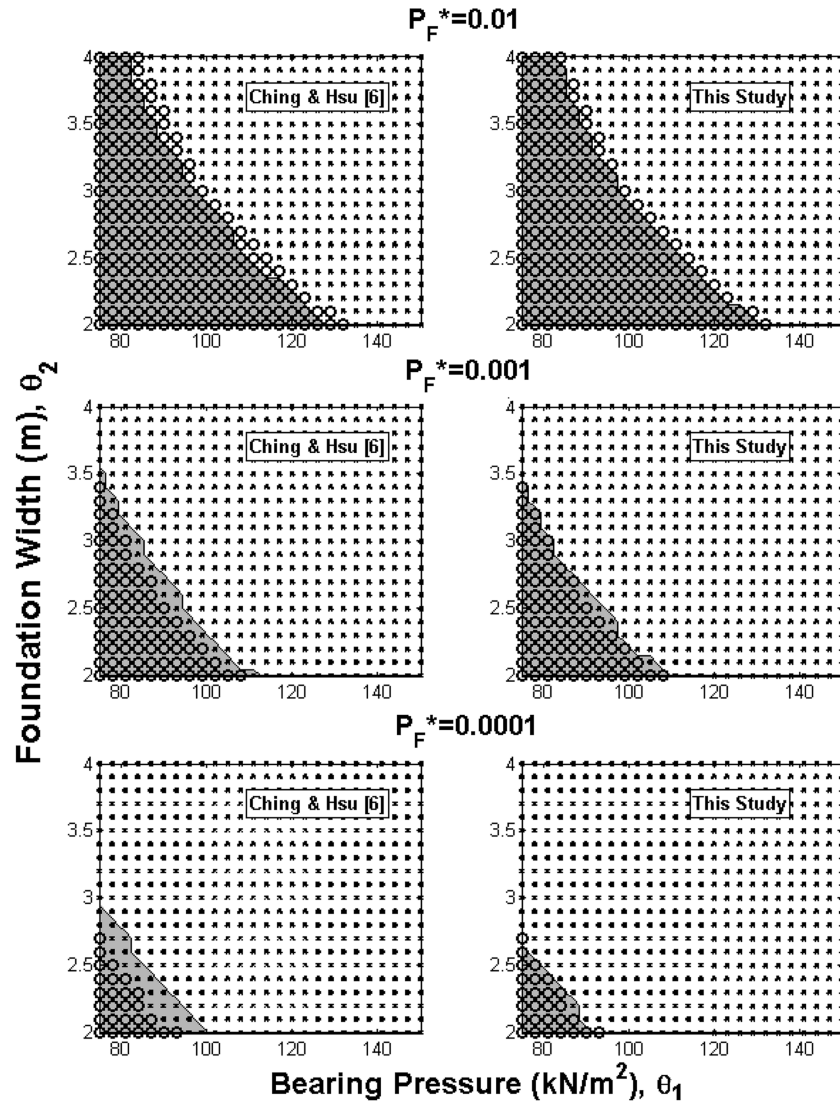 P_F*=0.01
4
3.5
3
2.5
2
80 100 120 140
Ching & Hsu [6]
4
3.5
3
2.5
2
80 100 120 140
This Study
P_F*=0.001
4
3.5
3
2.5
2
80 100 120 140
Ching & Hsu [6]
4
3.5
3
2.5
2
80 100 120 140
This Study
P_F*=0.0001
4
3.5
3
2.5
2
80 100 120 140
Ching & Hsu [6]
4
3.5
3
2.5
2
80 100 120 140
This Study
Foundation Width (m), θ₂
Bearing Pressure (kN/m²), θ₁